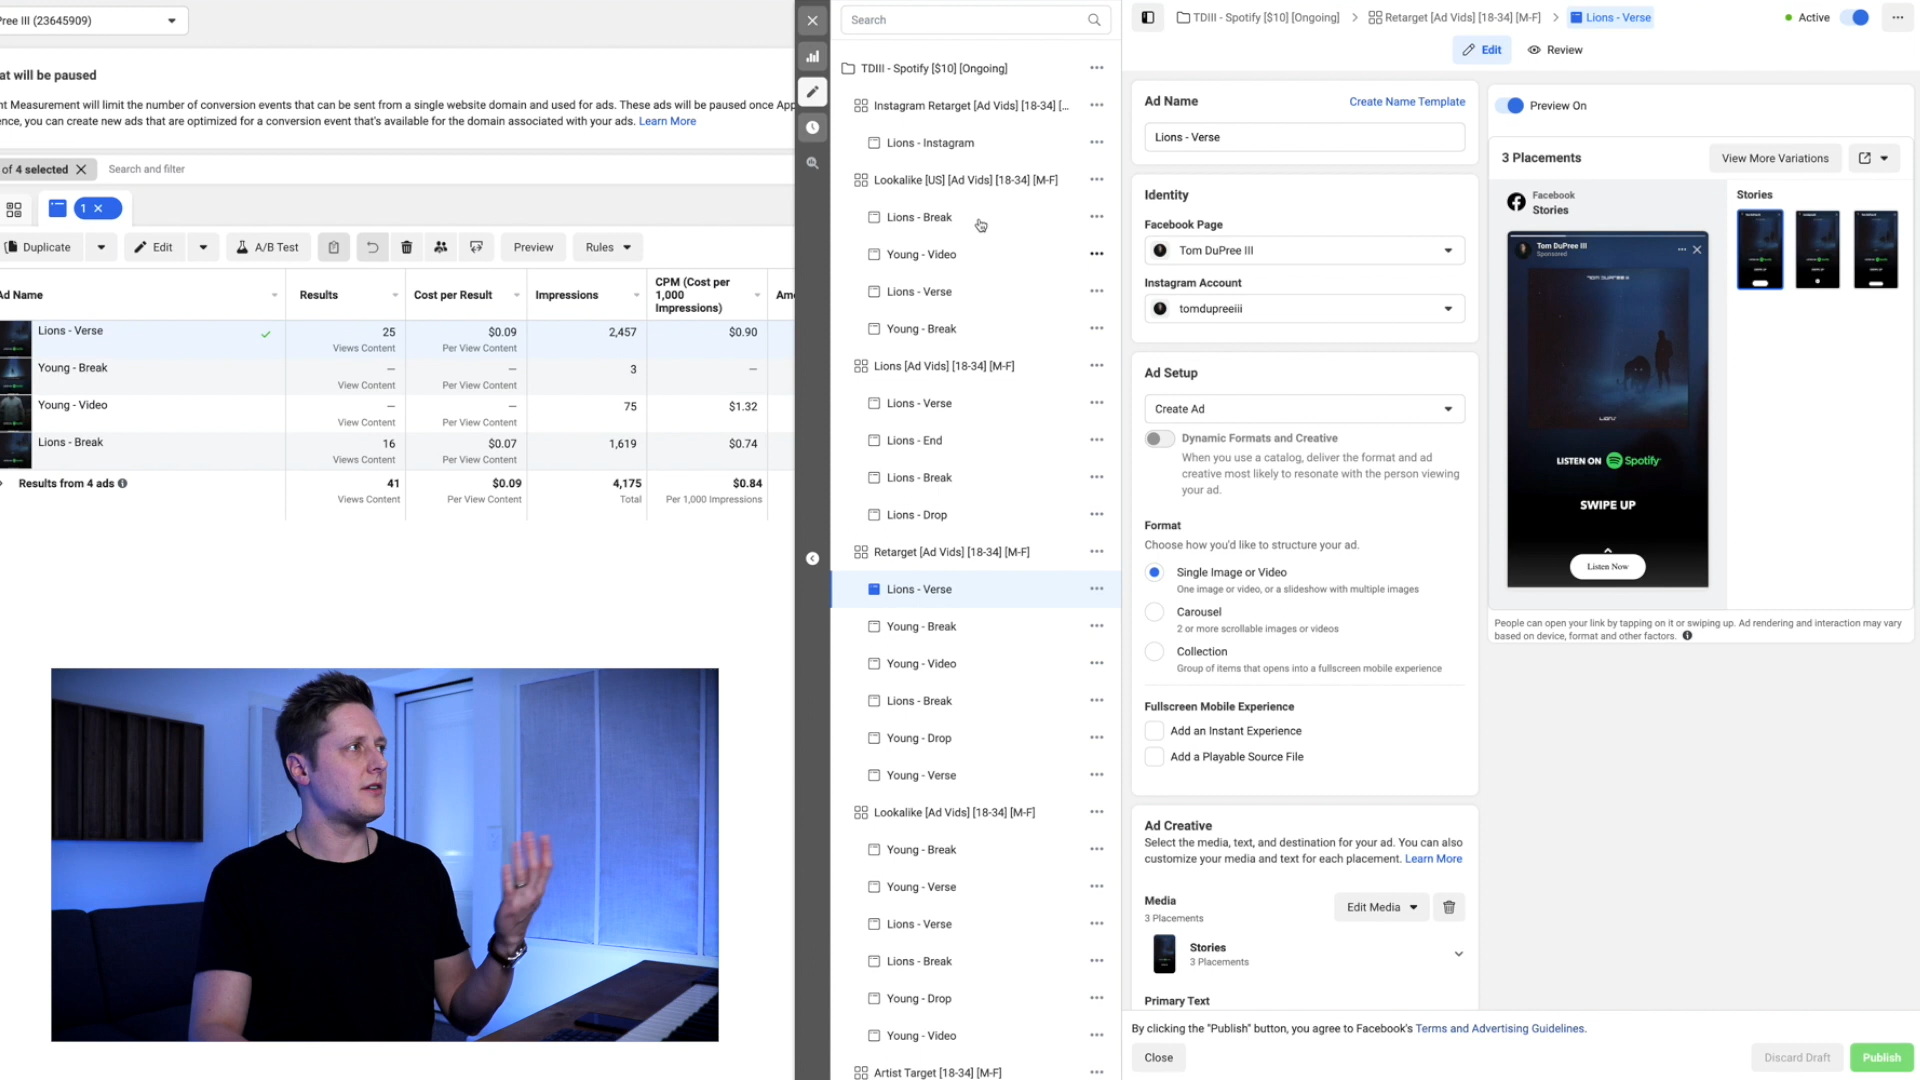 ree III (23645909)
at will be paused
nt Measurement will limit the number of conversion events that can be sent from a single website domain and used for ads. These ads will be paused once App
ence, you can create new ads that are optimized for a conversion event that's available for the domain associated with your ads. Learn More
of 4 selected
Search and filter
1
Duplicate
Edit
A/B Test
Preview
Rules
Ad Name
Results
Cost per Result
Impressions
CPM (Cost per
1,000
Impressions)
Amo
Lions - Verse
25
$0.09
2,457
$0.90
Views Content
Per View Content
Young - Break
—
—
3
—
View Content
Per View Content
Young - Video
—
—
75
$1.32
View Content
Per View Content
Lions - Break
16
$0.07
1,619
$0.74
Views Content
Per View Content
Results from 4 ads
41
$0.09
4,175
$0.84
Views Content
Per View Content
Total
Per 1,000 Impressions
Search
TDIII - Spotify [$10] [Ongoing]
Instagram Retarget [Ad Vids] [18-34] [...
Lions - Instagram
Lookalike [US] [Ad Vids] [18-34] [M-F]
Lions - Break
Young - Video
Lions - Verse
Young - Break
Lions [Ad Vids] [18-34] [M-F]
Lions - Verse
Lions - End
Lions - Break
Lions - Drop
Retarget [Ad Vids] [18-34] [M-F]
Lions - Verse
Young - Break
Young - Video
Lions - Break
Young - Drop
Young - Verse
Lookalike [Ad Vids] [18-34] [M-F]
Young - Break
Young - Verse
Lions - Verse
Lions - Break
Young - Drop
Young - Video
Artist Target [18-34] [M-F]
TDIII - Spotify [$10] [Ongoing]
Retarget [Ad Vids] [18-34] [M-F]
Lions - Verse
Active
Edit
Review
Ad Name
Create Name Template
Lions - Verse
Identity
Facebook Page
Tom DuPree III
Instagram Account
tomdupreeiii
Ad Setup
Create Ad
Dynamic Formats and Creative
When you use a catalog, deliver the format and ad
creative most likely to resonate with the person viewing
your ad.
Format
Choose how you'd like to structure your ad.
Single Image or Video
One image or video, or a slideshow with multiple images
Carousel
2 or more scrollable images or videos
Collection
Group of items that opens into a fullscreen mobile experience
Fullscreen Mobile Experience
Add an Instant Experience
Add a Playable Source File
Ad Creative
Select the media, text, and destination for your ad. You can also
customize your media and text for each placement. Learn More
Media
3 Placements
Edit Media
Stories
3 Placements
Primary Text
Preview On
3 Placements
View More Variations
Facebook
Stories
Stories
Tom DuPree III
Sponsored
TOM DUPREE III
LIONS
LISTEN ON Spotify
SWIPE UP
Listen Now
People can open your link by tapping on it or swiping up. Ad rendering and interaction may vary
based on device, format and other factors.
By clicking the "Publish" button, you agree to Facebook's Terms and Advertising Guidelines.
Close
Discard Draft
Publish